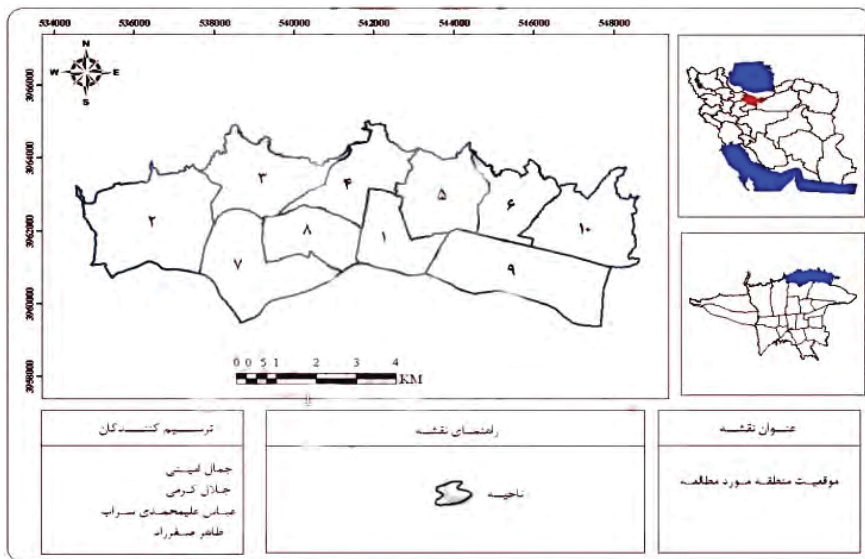 534000 536000 538000 540000 542000 544000 546000 548000
N
W E
S
3966000
3964000
3962000
3960000
3958000
۱
۲
۳
۴
۵
۶
۷
۸
۹
۱۰
0 0.5 1 2 3 4
KM
عنوان نقشه
موقعیت منطقه مورد مطالعه
راهنمای نقشه
ناحیه
ترسیم کنندگان
جمال امینی
جلال کرمی
عباس علیمحمدی سراب
طاهر صفرراد